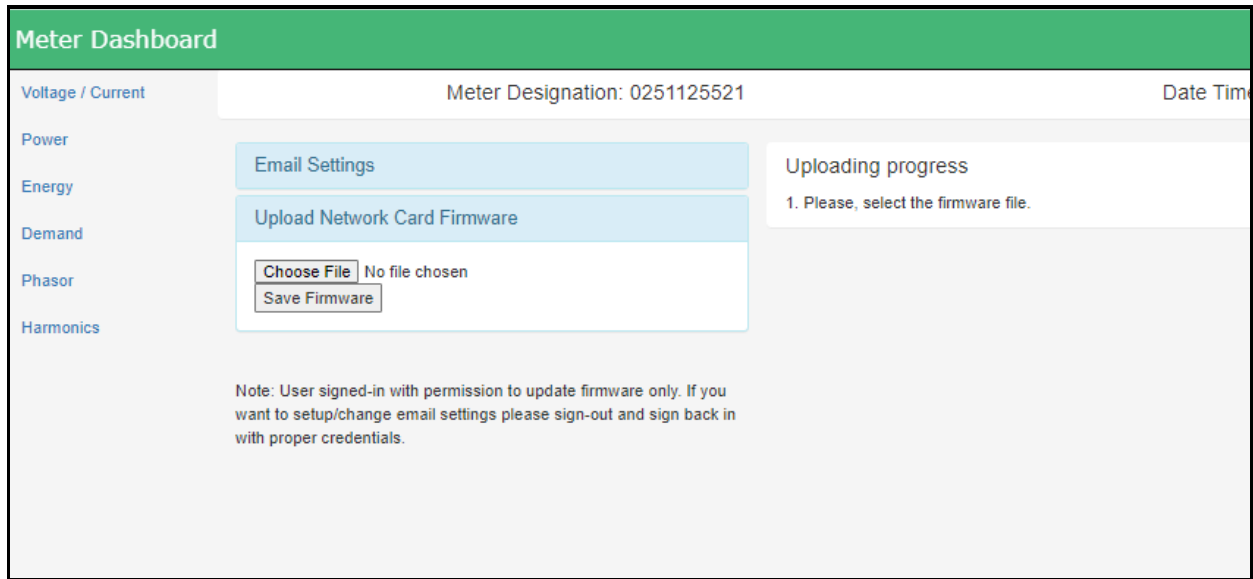 Meter Dashboard
Voltage / Current
Power
Energy
Demand
Phasor
Harmonics
Meter Designation: 0251125521
Date Time
Email Settings
Upload Network Card Firmware
Choose File No file chosen
Save Firmware
Note: User signed-in with permission to update firmware only. If you
want to setup/change email settings please sign-out and sign back in
with proper credentials.
Uploading progress
1. Please, select the firmware file.